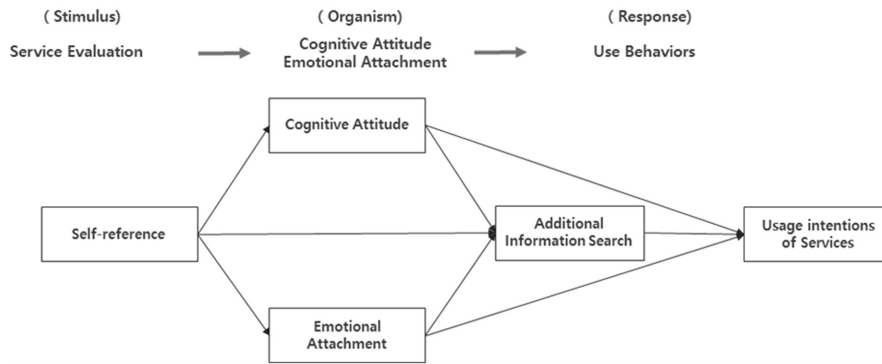 ( Stimulus)
( Organism)
( Response)
Service Evaluation
Cognitive Attitude
Emotional Attachment
Use Behaviors
Cognitive Attitude
Self-reference
Additional
Information Search
Usage intentions
of Services
Emotional
Attachment